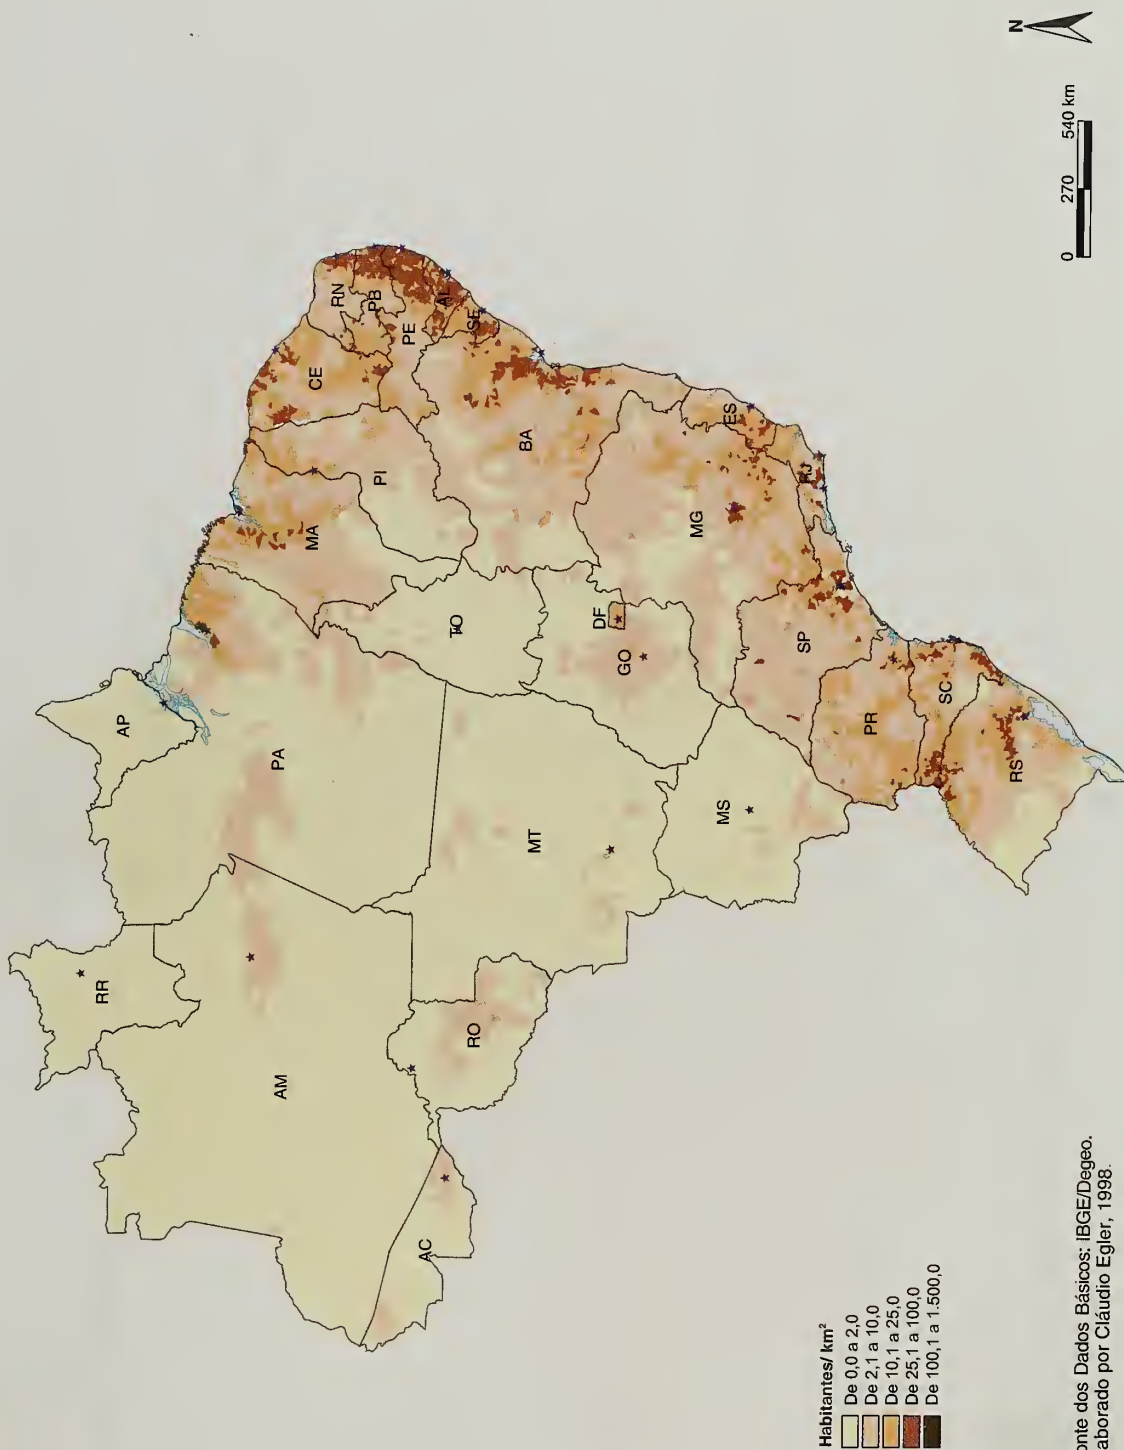 N
0 270 540 km
RR
AP
AM
PA
AC
RO
MT
TO
MA
PI
CE
RN
PB
PE
AL
SE
BA
GO
DF
MG
ES
RJ
MS
SP
PR
SC
RS
Habitantes/ km²
De 0,0 a 2,0
De 2,1 a 10,0
De 10,1 a 25,0
De 25,1 a 100,0
De 100,1 a 1.500,0
onte dos Dados Básicos: IBGE/Degeo.
aborado por Cláudio Egler, 1998.